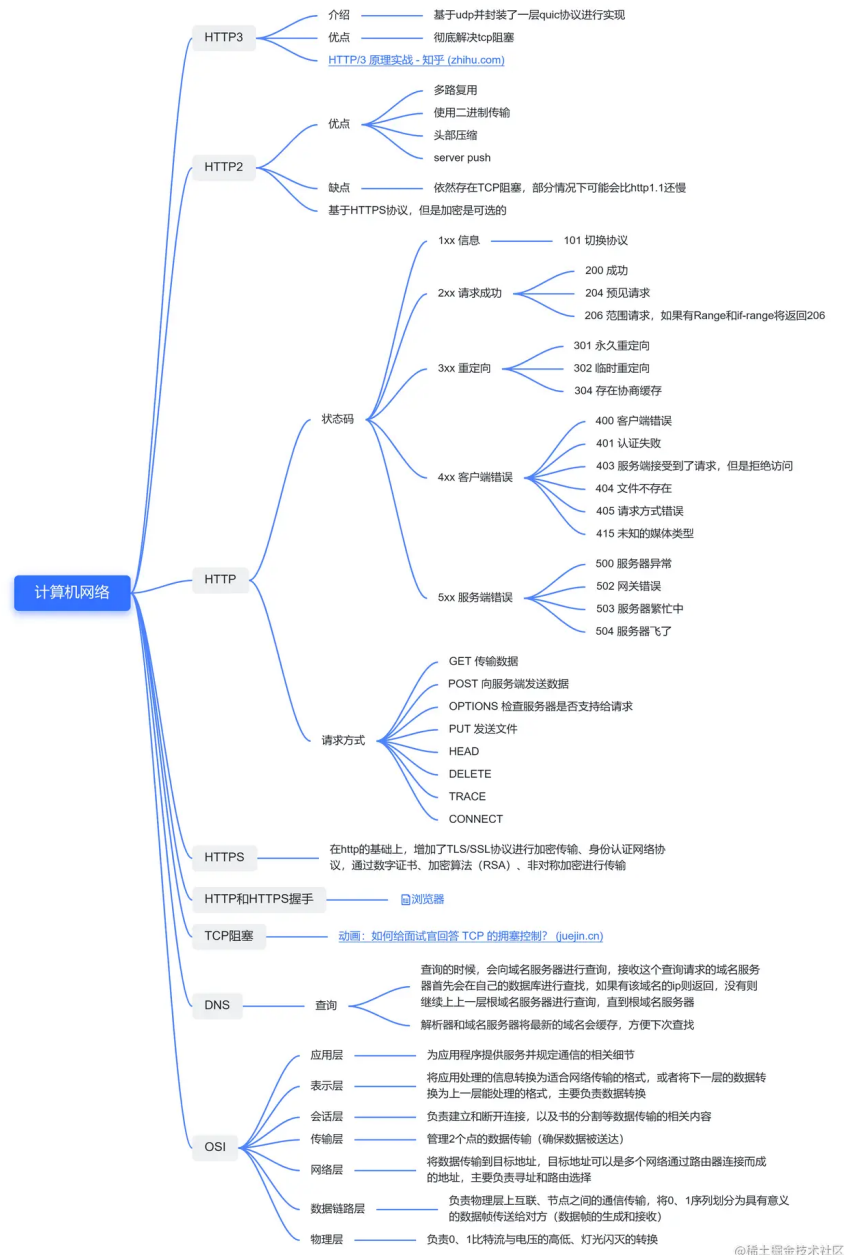 计算机网络
HTTP3
介绍
基于udp并封装了一层quic协议进行实现
优点
彻底解决tcp阻塞
HTTP/3 原理实战 - 知乎 (zhihu.com)
HTTP2
优点
多路复用
使用二进制传输
头部压缩
server push
缺点
依然存在TCP阻塞，部分情况下可能会比http1.1还慢
基于HTTPS协议，但是加密是可选的
HTTP
状态码
1xx 信息
101 切换协议
2xx 请求成功
200 成功
204 预见请求
206 范围请求，如果有Range和if-range将返回206
3xx 重定向
301 永久重定向
302 临时重定向
304 存在协商缓存
4xx 客户端错误
400 客户端错误
401 认证失败
403 服务端接受到了请求，但是拒绝访问
404 文件不存在
405 请求方式错误
415 未知的媒体类型
5xx 服务端错误
500 服务器异常
502 网关错误
503 服务器繁忙中
504 服务器飞了
请求方式
GET 传输数据
POST 向服务端发送数据
OPTIONS 检查服务器是否支持给请求
PUT 发送文件
HEAD
DELETE
TRACE
CONNECT
HTTPS
在http的基础上，增加了TLS/SSL协议进行加密传输、身份认证网络协
议，通过数字证书、加密算法（RSA）、非对称加密进行传输
HTTP和HTTPS握手
浏览器
TCP阻塞
动画：如何给面试官回答 TCP 的拥塞控制？ (juejin.cn)
DNS
查询
查询的时候，会向域名服务器进行查询，接收这个查询请求的域名服务
器首先会在自己的数据库进行查找，如果有该域名的ip则返回，没有则
继续上上一层根域名服务器进行查询，直到根域名服务器
解析器和域名服务器将最新的域名会缓存，方便下次查找
OSI
应用层
为应用程序提供服务并规定通信的相关细节
表示层
将应用处理的信息转换为适合网络传输的格式，或者将下一层的数据转
换为上一层能处理的格式，主要负责数据转换
会话层
负责建立和断开连接，以及书的分割等数据传输的相关内容
传输层
管理2个点的数据传输（确保数据被送达）
网络层
将数据传输到目标地址，目标地址可以是多个网络通过路由器连接而成
的地址，主要负责寻址和路由选择
数据链路层
负责物理层上互联、节点之间的通信传输，将0、1序列划分为具有意义
的数据帧传送给对方（数据帧的生成和接收）
物理层
负责0、1比特流与电压的高低、灯光闪灭的转换
@稀土掘金技术社区